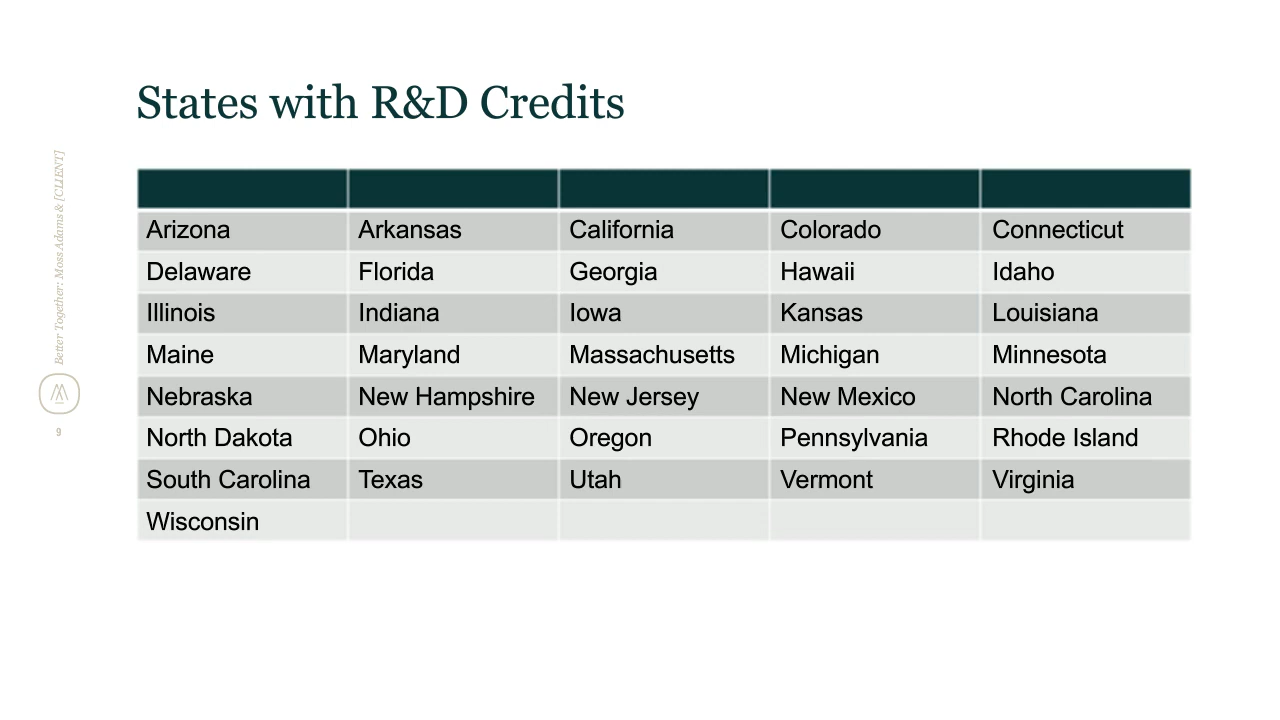 States with R&D Credits
Better Together: Moss Adams & [CLIENT]
9
Arizona Arkansas California Colorado Connecticut
Delaware Florida Georgia Hawaii Idaho
Illinois Indiana Iowa Kansas Louisiana
Maine Maryland Massachusetts Michigan Minnesota
Nebraska New Hampshire New Jersey New Mexico North Carolina
North Dakota Ohio Oregon Pennsylvania Rhode Island
South Carolina Texas Utah Vermont Virginia
Wisconsin